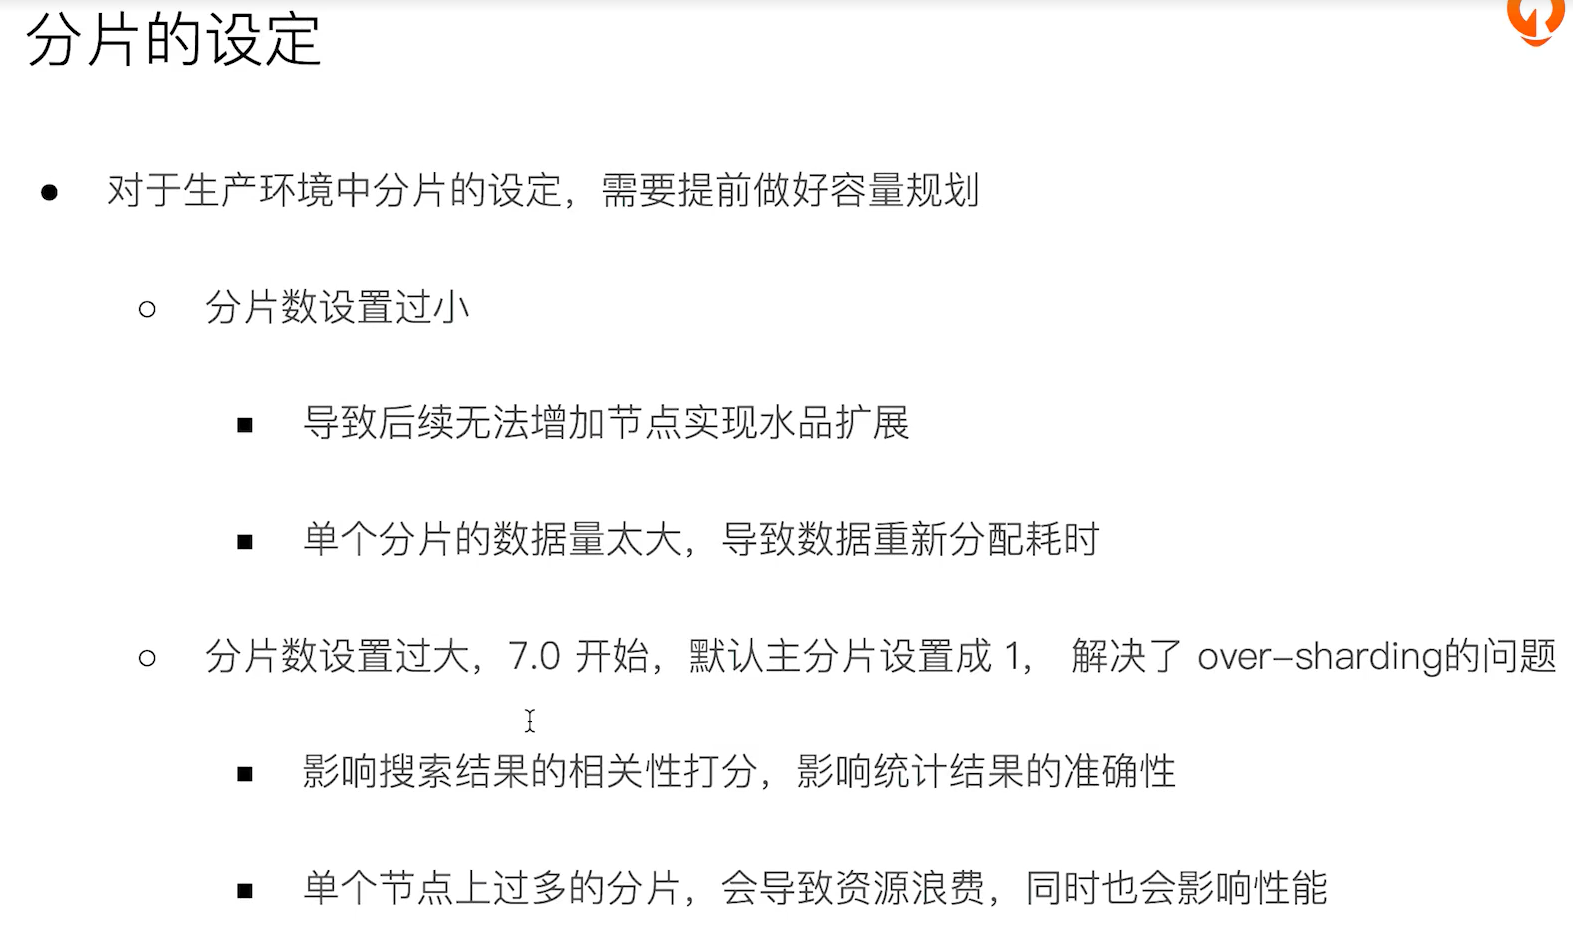 分片的设定
● 对于生产环境中分片的设定，需要提前做好容量规划
○ 分片数设置过小
■ 导致后续无法增加节点实现水品扩展
■ 单个分片的数据量太大，导致数据重新分配耗时
○ 分片数设置过大，7.0 开始，默认主分片设置成 1， 解决了 over-sharding的问题
■ 影响搜索结果的相关性打分，影响统计结果的准确性
■ 单个节点上过多的分片，会导致资源浪费，同时也会影响性能